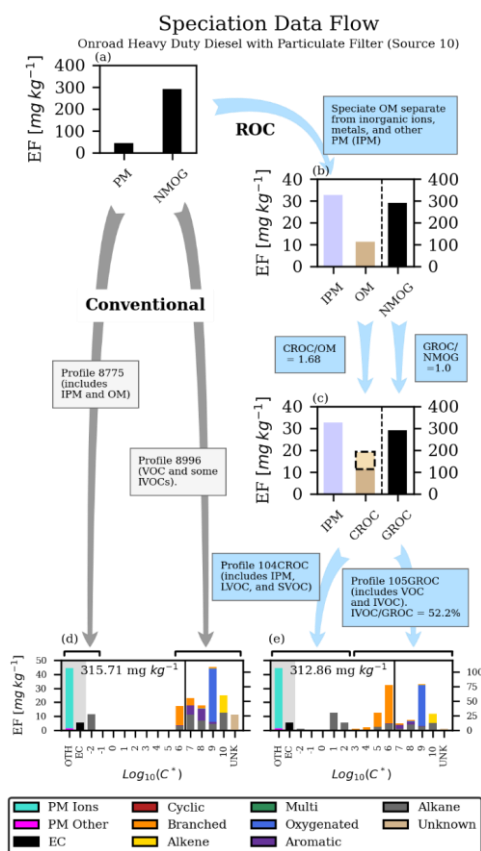 Speciation Data Flow
Onroad Heavy Duty Diesel with Particulate Filter (Source 10)
(a)
EF [mg kg⁻¹]
400
300
200
100
0
PM
NMOG
ROC
Speciate OM separate
from inorganic ions,
metals, and other
PM (IPM)
(b)
EF [mg kg⁻¹]
40
30
20
10
0
400
300
200
100
0
IPM
OM
NMOG
Conventional
CROC/OM
= 1.68
GROC/
NMOG
=1.0
Profile 8775
(includes
IPM and OM)
(c)
EF [mg kg⁻¹]
40
30
20
10
0
400
300
200
100
0
IPM
CROC
GROC
Profile 8996
(VOC and some
IVOCs).
Profile 104CROC
(includes IPM,
LVOC, and SVOC)
Profile 105GROC
(includes VOC
and IVOC).
IVOC/GROC = 52.2%
(d)
315.71 mg kg⁻¹
EF [mg kg⁻¹]
50
40
30
20
10
0
OTH
EC
-2
-1
0
1
2
3
4
5
6
7
8
9
10
UNK
Log₁₀(C*)
(e)
312.86 mg kg⁻¹
100
75
50
25
0
OTH
EC
-2
-1
0
1
2
3
4
5
6
7
8
9
10
UNK
Log₁₀(C*)
PM Ions
Cyclic
Multi
Alkane
PM Other
Branched
Oxygenated
Unknown
EC
Alkene
Aromatic